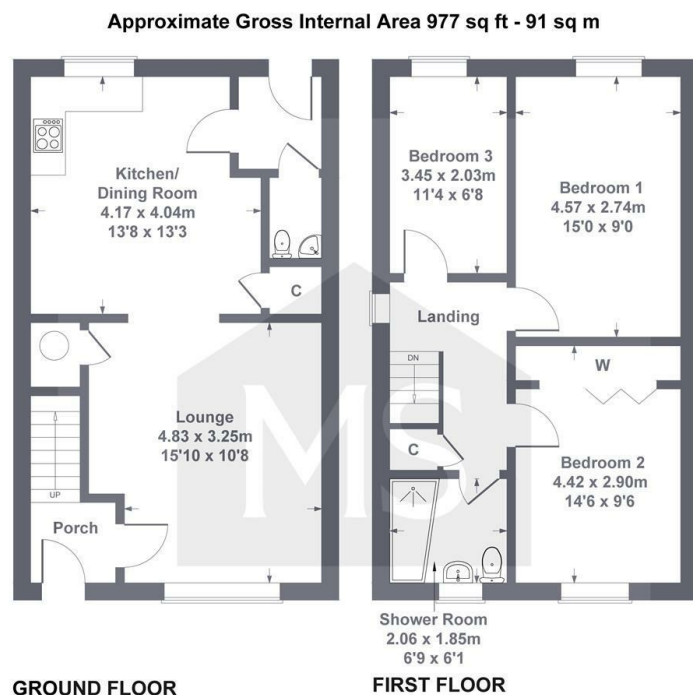 Approximate Gross Internal Area 977 sq ft - 91 sq m
Kitchen/
Dining Room
4.17 x 4.04m
13'8 x 13'3
C
Lounge
4.83 x 3.25m
15'10 x 10'8
UP
Porch
GROUND FLOOR
Bedroom 3
3.45 x 2.03m
11'4 x 6'8
Bedroom 1
4.57 x 2.74m
15'0 x 9'0
Landing
DN
W
C
Bedroom 2
4.42 x 2.90m
14'6 x 9'6
Shower Room
2.06 x 1.85m
6'9 x 6'1
FIRST FLOOR
MS